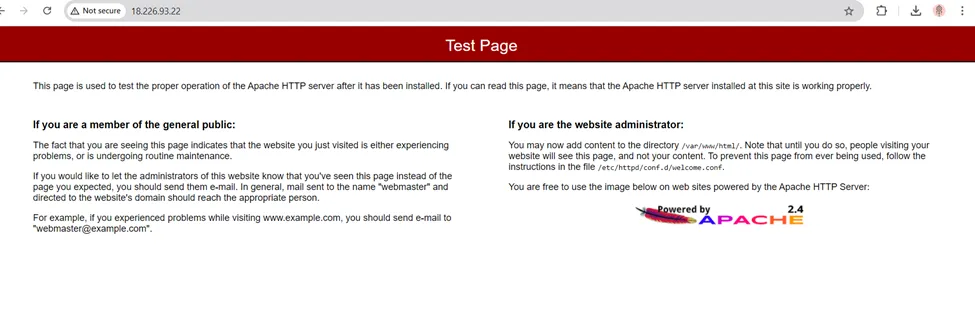 Not secure 18.226.93.22
Test Page
This page is used to test the proper operation of the Apache HTTP server after it has been installed. If you can read this page, it means that the Apache HTTP server installed at this site is working properly.
If you are a member of the general public:
The fact that you are seeing this page indicates that the website you just visited is either experiencing
problems, or is undergoing routine maintenance.
If you would like to let the administrators of this website know that you've seen this page instead of the
page you expected, you should send them e-mail. In general, mail sent to the name "webmaster" and
directed to the website's domain should reach the appropriate person.
For example, if you experienced problems while visiting www.example.com, you should send e-mail to
"webmaster@example.com".
If you are the website administrator:
You may now add content to the directory /var/www/html/. Note that until you do so, people visiting
your website will see this page, and not your content. To prevent this page from ever being used, follow
the instructions in the file /etc/httpd/conf.d/welcome.conf.
You are free to use the image below on web sites powered by the Apache HTTP Server:
Powered by 2.4
APACHE